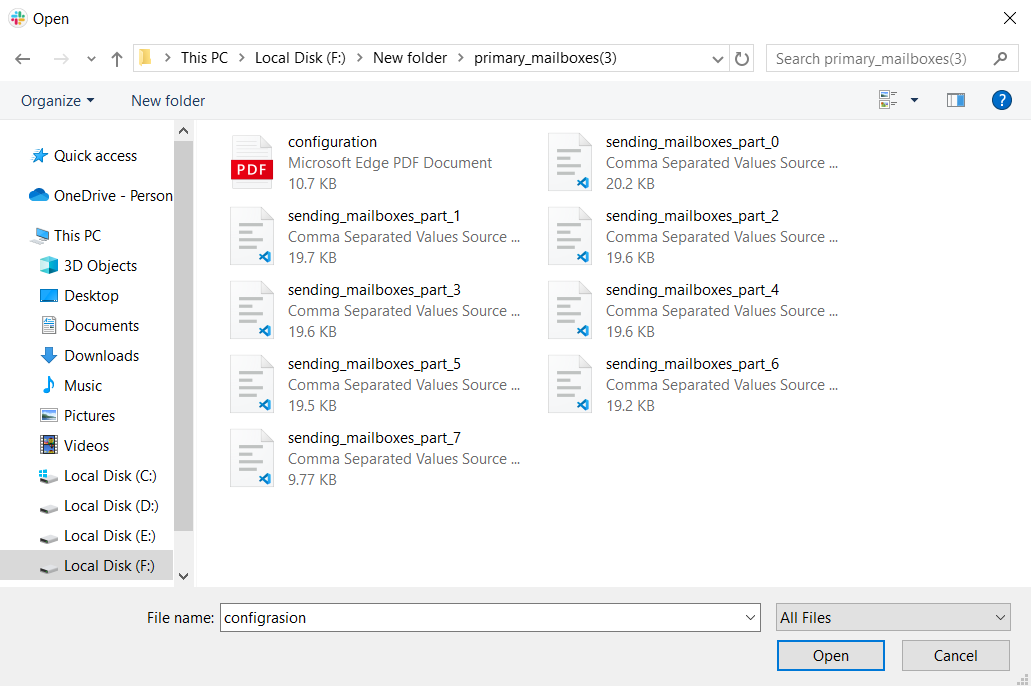 Open
This PC > Local Disk (F:) > New folder > primary_mailboxes(3)
Search primary_mailboxes(3)
Organize
New folder
?
Quick access
OneDrive - Person
This PC
3D Objects
Desktop
Documents
Downloads
Music
Pictures
Videos
Local Disk (C:)
Local Disk (D:)
Local Disk (E:)
Local Disk (F:)
PDF
configuration
Microsoft Edge PDF Document
10.7 KB
sending_mailboxes_part_0
Comma Separated Values Source ...
20.2 KB
sending_mailboxes_part_1
Comma Separated Values Source ...
19.7 KB
sending_mailboxes_part_2
Comma Separated Values Source ...
19.6 KB
sending_mailboxes_part_3
Comma Separated Values Source ...
19.6 KB
sending_mailboxes_part_4
Comma Separated Values Source ...
19.6 KB
sending_mailboxes_part_5
Comma Separated Values Source ...
19.5 KB
sending_mailboxes_part_6
Comma Separated Values Source ...
19.2 KB
sending_mailboxes_part_7
Comma Separated Values Source ...
9.77 KB
File name: configrasion
All Files
Open
Cancel